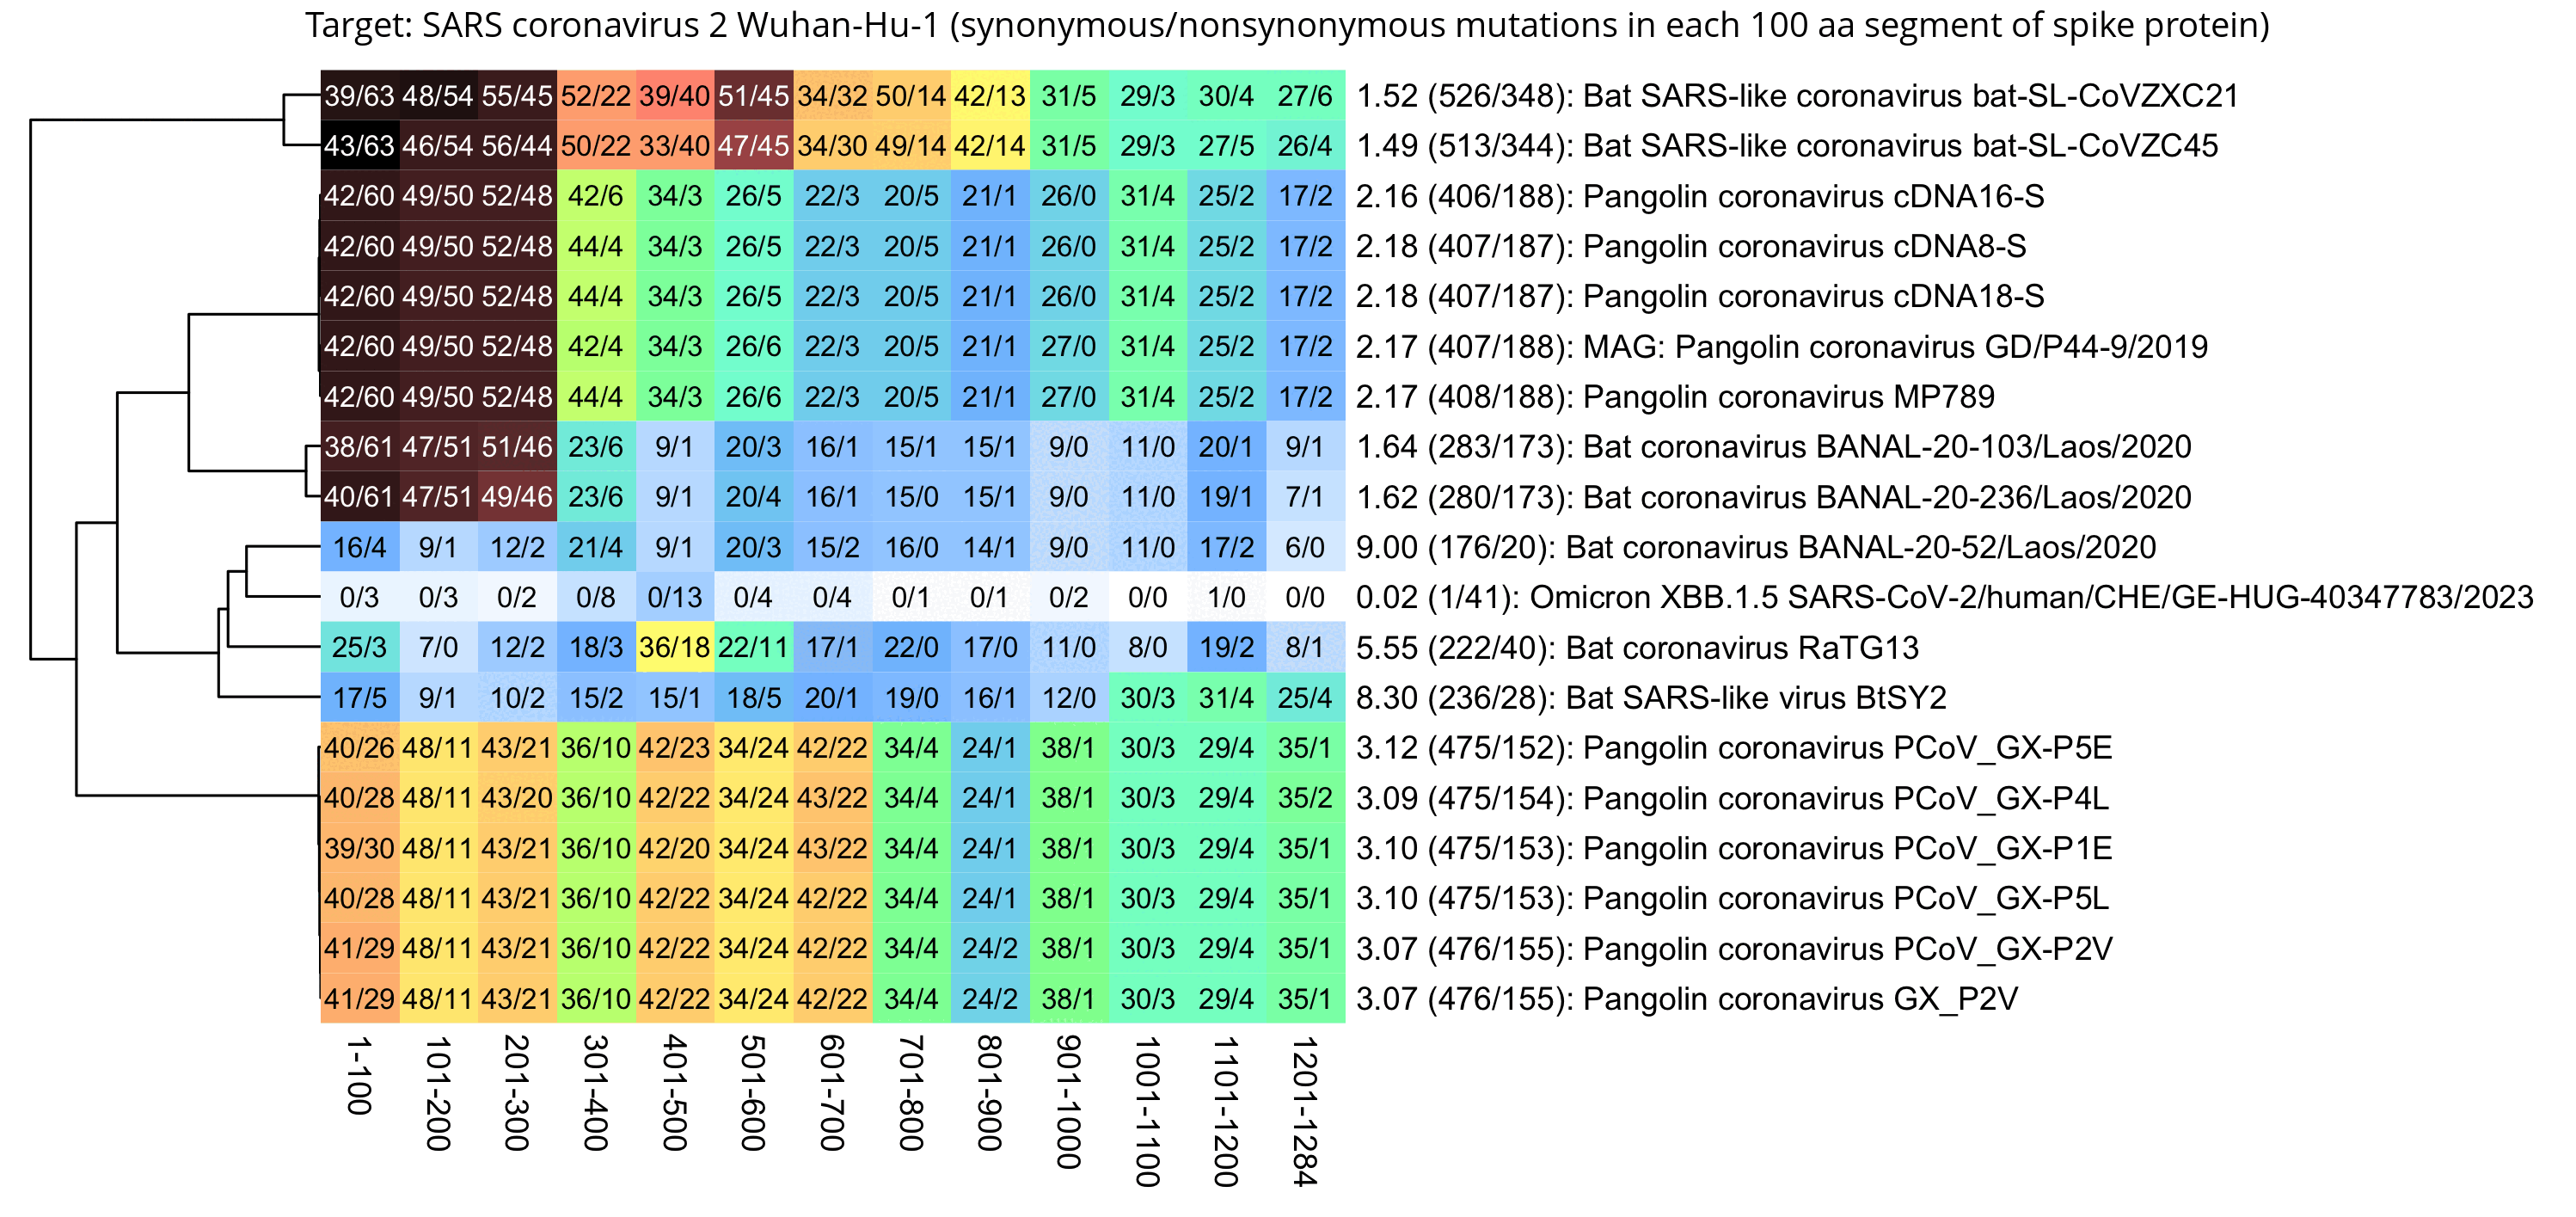 Target: SARS coronavirus 2 Wuhan-Hu-1 (synonymous/nonsynonymous mutations in each 100 aa segment of spike protein)
39/63 48/54 55/45 52/22 39/40 51/45 34/32 50/14 42/13 31/5 29/3 30/4 27/6 1.52 (526/348): Bat SARS-like coronavirus bat-SL-CoVZXC21
43/63 46/54 56/44 50/22 33/40 47/45 34/30 49/14 42/14 31/5 29/3 27/5 26/4 1.49 (513/344): Bat SARS-like coronavirus bat-SL-CoVZC45
42/60 49/50 52/48 42/6 34/3 26/5 22/3 20/5 21/1 26/0 31/4 25/2 17/2 2.16 (406/188): Pangolin coronavirus cDNA16-S
42/60 49/50 52/48 44/4 34/3 26/5 22/3 20/5 21/1 26/0 31/4 25/2 17/2 2.18 (407/187): Pangolin coronavirus cDNA8-S
42/60 49/50 52/48 44/4 34/3 26/5 22/3 20/5 21/1 26/0 31/4 25/2 17/2 2.18 (407/187): Pangolin coronavirus cDNA18-S
42/60 49/50 52/48 42/4 34/3 26/6 22/3 20/5 21/1 27/0 31/4 25/2 17/2 2.17 (407/188): MAG: Pangolin coronavirus GD/P44-9/2019
42/60 49/50 52/48 44/4 34/3 26/6 22/3 20/5 21/1 27/0 31/4 25/2 17/2 2.17 (408/188): Pangolin coronavirus MP789
38/61 47/51 51/46 23/6 9/1 20/3 16/1 15/1 15/1 9/0 11/0 20/1 9/1 1.64 (283/173): Bat coronavirus BANAL-20-103/Laos/2020
40/61 47/51 49/46 23/6 9/1 20/4 16/1 15/0 15/1 9/0 11/0 19/1 7/1 1.62 (280/173): Bat coronavirus BANAL-20-236/Laos/2020
16/4 9/1 12/2 21/4 9/1 20/3 15/2 16/0 14/1 9/0 11/0 17/2 6/0 9.00 (176/20): Bat coronavirus BANAL-20-52/Laos/2020
0/3 0/3 0/2 0/8 0/13 0/4 0/4 0/1 0/1 0/2 0/0 1/0 0/0 0.02 (1/41): Omicron XBB.1.5 SARS-CoV-2/human/CHE/GE-HUG-40347783/2023
25/3 7/0 12/2 18/3 36/18 22/11 17/1 22/0 17/0 11/0 8/0 19/2 8/1 5.55 (222/40): Bat coronavirus RaTG13
17/5 9/1 10/2 15/2 15/1 18/5 20/1 19/0 16/1 12/0 30/3 31/4 25/4 8.30 (236/28): Bat SARS-like virus BtSY2
40/26 48/11 43/21 36/10 42/23 34/24 42/22 34/4 24/1 38/1 30/3 29/4 35/1 3.12 (475/152): Pangolin coronavirus PCoV_GX-P5E
40/28 48/11 43/20 36/10 42/22 34/24 43/22 34/4 24/1 38/1 30/3 29/4 35/2 3.09 (475/154): Pangolin coronavirus PCoV_GX-P4L
39/30 48/11 43/21 36/10 42/20 34/24 43/22 34/4 24/1 38/1 30/3 29/4 35/1 3.10 (475/153): Pangolin coronavirus PCoV_GX-P1E
40/28 48/11 43/21 36/10 42/22 34/24 42/22 34/4 24/1 38/1 30/3 29/4 35/1 3.10 (475/153): Pangolin coronavirus PCoV_GX-P5L
41/29 48/11 43/21 36/10 42/22 34/24 42/22 34/4 24/2 38/1 30/3 29/4 35/1 3.07 (476/155): Pangolin coronavirus PCoV_GX-P2V
41/29 48/11 43/21 36/10 42/22 34/24 42/22 34/4 24/2 38/1 30/3 29/4 35/1 3.07 (476/155): Pangolin coronavirus GX_P2V
1-100
101-200
201-300
301-400
401-500
501-600
601-700
701-800
801-900
901-1000
1001-1100
1101-1200
1201-1284